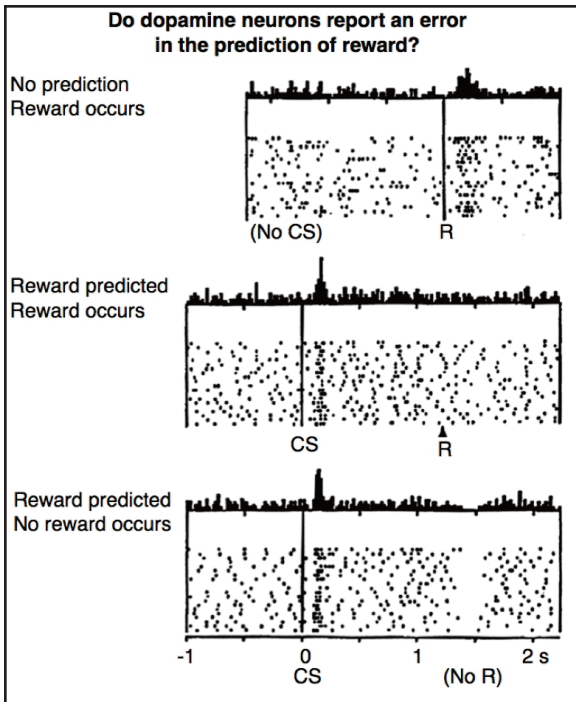 Do dopamine neurons report an error
in the prediction of reward?
No prediction
Reward occurs
(No CS) R
Reward predicted
Reward occurs
CS R
Reward predicted
No reward occurs
-1 0 1 2 s
CS (No R)